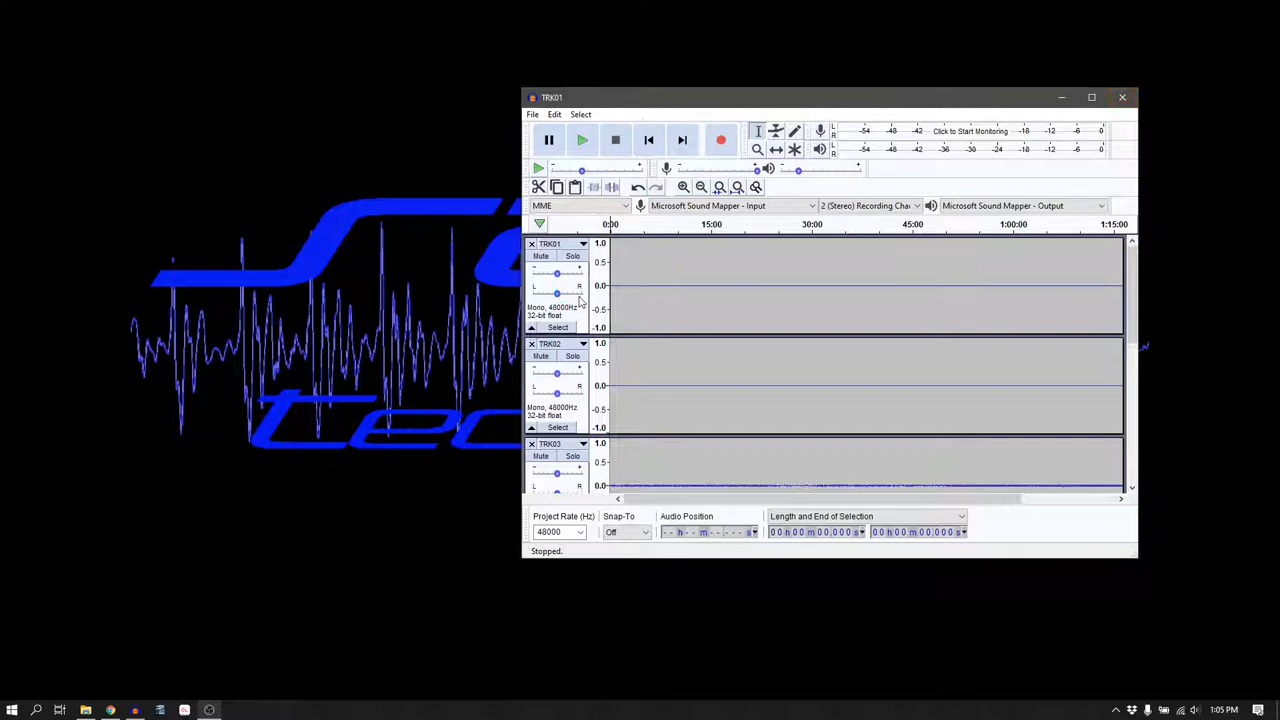 TRK01
File Edit Select
L R -54 -48 -42 Click to Start Monitoring -18 -12 -6 0
L R -54 -48 -42 -36 -30 -24 -18 -12 -6 0
MME Microsoft Sound Mapper - Input 2 (Stereo) Recording Cha Microsoft Sound Mapper - Output
0:00 15:00 30:00 45:00 1:00:00 1:15:00
TRK01 1.0
Mute Solo 0.5
- +
L R 0.0
Mono, 48000Hz -0.5
32-bit float
Select -1.0
TRK02 1.0
Mute Solo 0.5
- +
L R 0.0
Mono, 48000Hz -0.5
32-bit float
Select -1.0
TRK03 1.0
Mute Solo 0.5
- +
L R 0.0
Project Rate (Hz) Snap-To Audio Position Length and End of Selection
48000 Off - - h - - m - - . - - - s 00h00m00.000s 00h00m00.000s
Stopped.
tec
1:05 PM